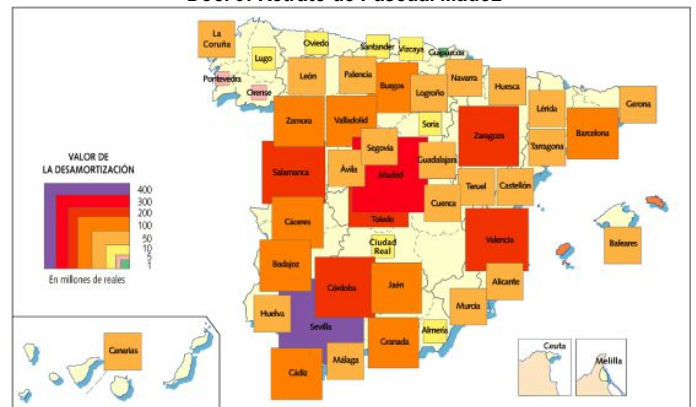 VALOR DE
LA DESAMORTIZACIÓN
400
300
200
100
50
10
5
1
En millones de reales
La
Coruña
Lugo
Oviedo
Santander
Vizcaya
Guipúzcoa
Pontevedra
Orense
León
Palencia
Burgos
Logroño
Navarra
Huesca
Lérida
Gerona
Zamora
Valladolid
Soria
Zaragoza
Barcelona
Tarragona
Segovia
Salamanca
Ávila
Madrid
Guadalajara
Teruel
Castellón
Cuenca
Toledo
Cáceres
Ciudad
Real
Valencia
Baleares
Badajoz
Córdoba
Jaén
Alicante
Murcia
Huelva
Sevilla
Granada
Almería
Cádiz
Málaga
Canarias
Ceuta
Melilla